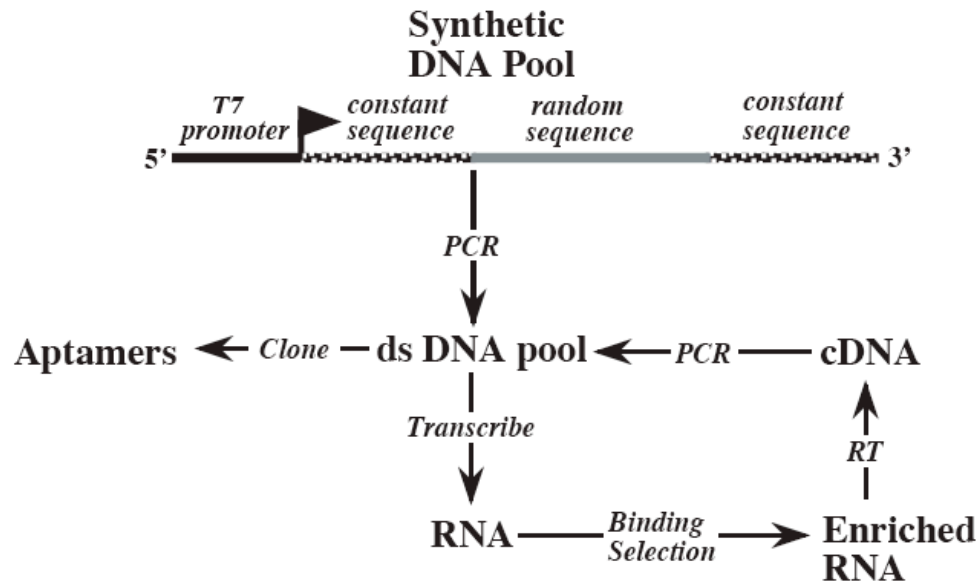 Synthetic
DNA Pool
T7
promoter
constant
sequence
random
sequence
constant
sequence
5’
3’
PCR
Aptamers
Clone
ds DNA pool
PCR
cDNA
Transcribe
RT
RNA
Binding
Selection
Enriched
RNA